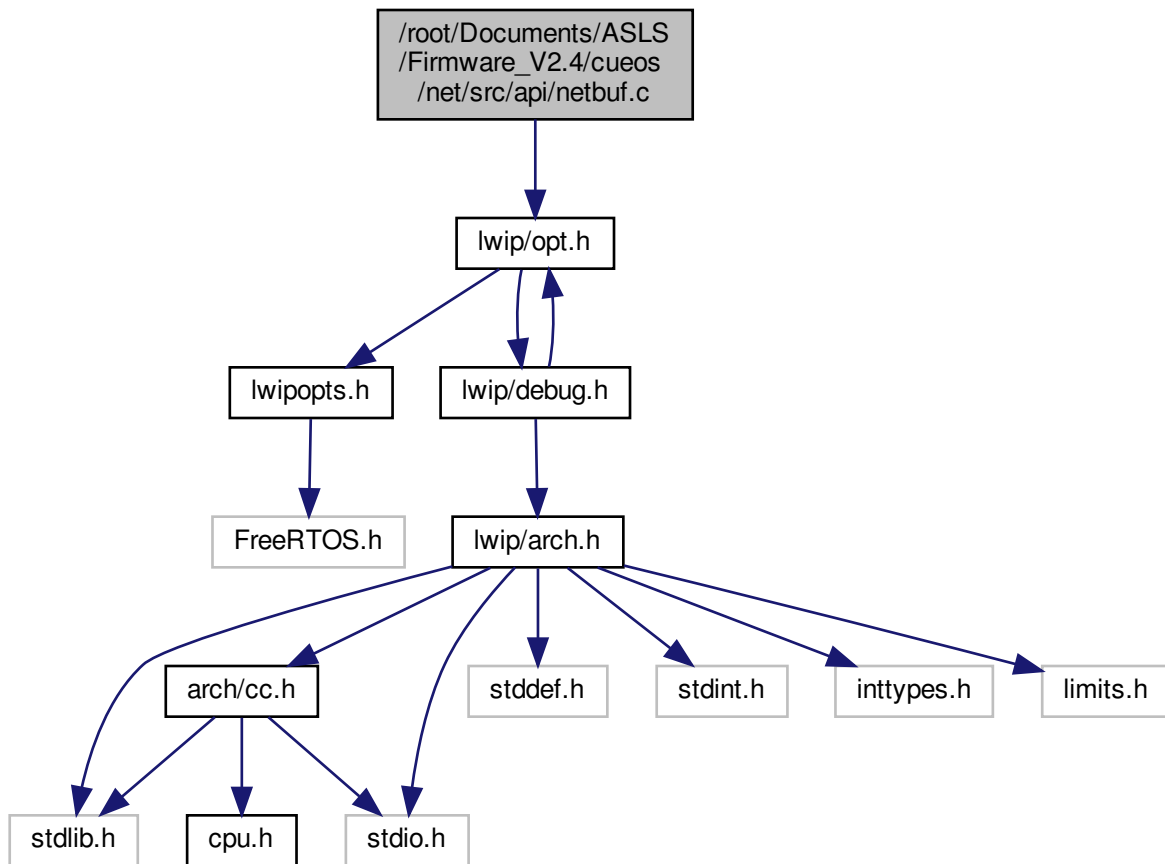 /root/Documents/ASLS
/Firmware_V2.4/cueos
/net/src/api/netbuf.c
lwip/opt.h
lwipopts.h
lwip/debug.h
FreeRTOS.h
lwip/arch.h
arch/cc.h
stddef.h
stdint.h
inttypes.h
limits.h
stdlib.h
cpu.h
stdio.h